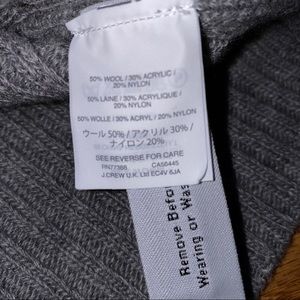 50% WOOL / 30% ACRYLIC /
20% NYLON
50% LAINE / 30% ACRYLIQUE /
20% NYLON
50% WOLLE / 30% ACRYL / 20% NYLON
ウール 50% / アクリル 30% /
ナイロン 20%
SEE REVERSE FOR CARE
RN77388 CA56445
J.CREW U.K. Ltd EC4V 6JA
Remove Befo
Wearing or Was